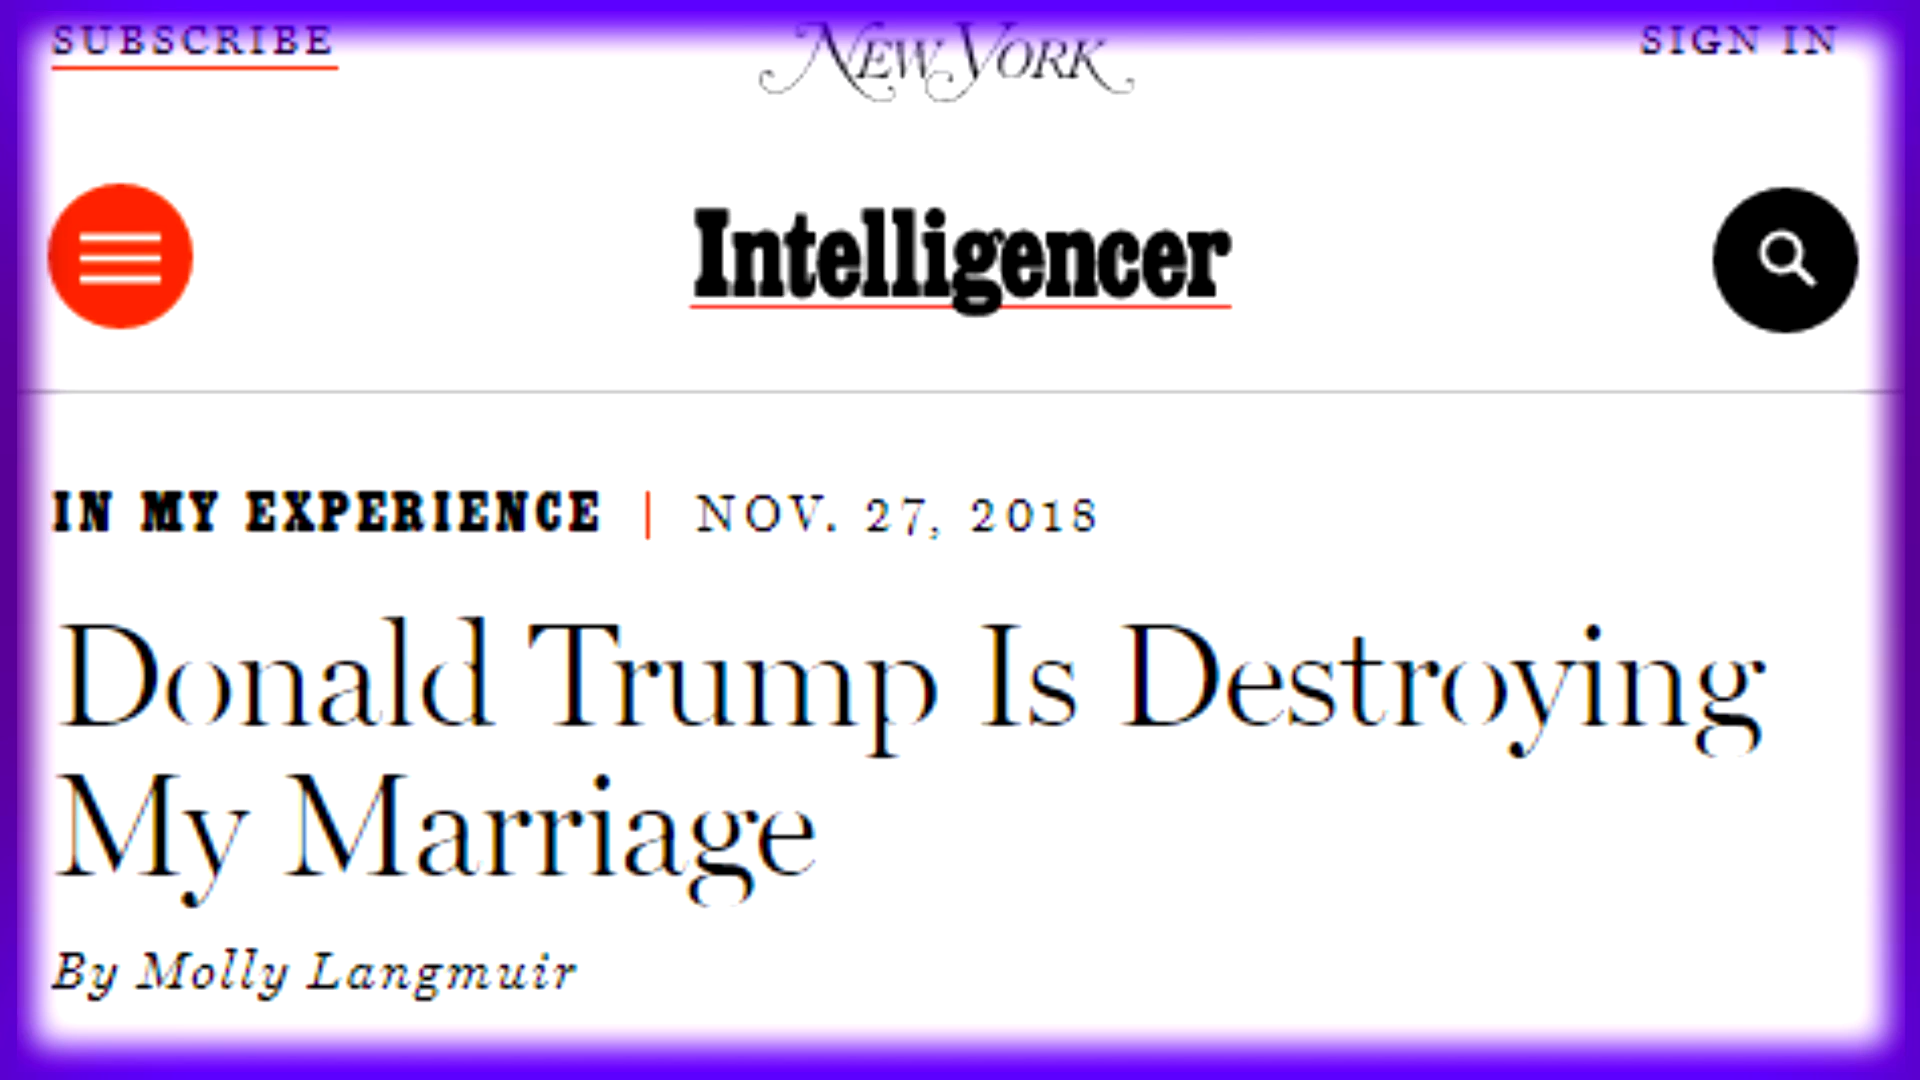 SUBSCRIBE
NEW YORK
SIGN IN
Intelligencer
IN MY EXPERIENCE | NOV. 27, 2018
Donald Trump Is Destroying
My Marriage
By Molly Langmuir